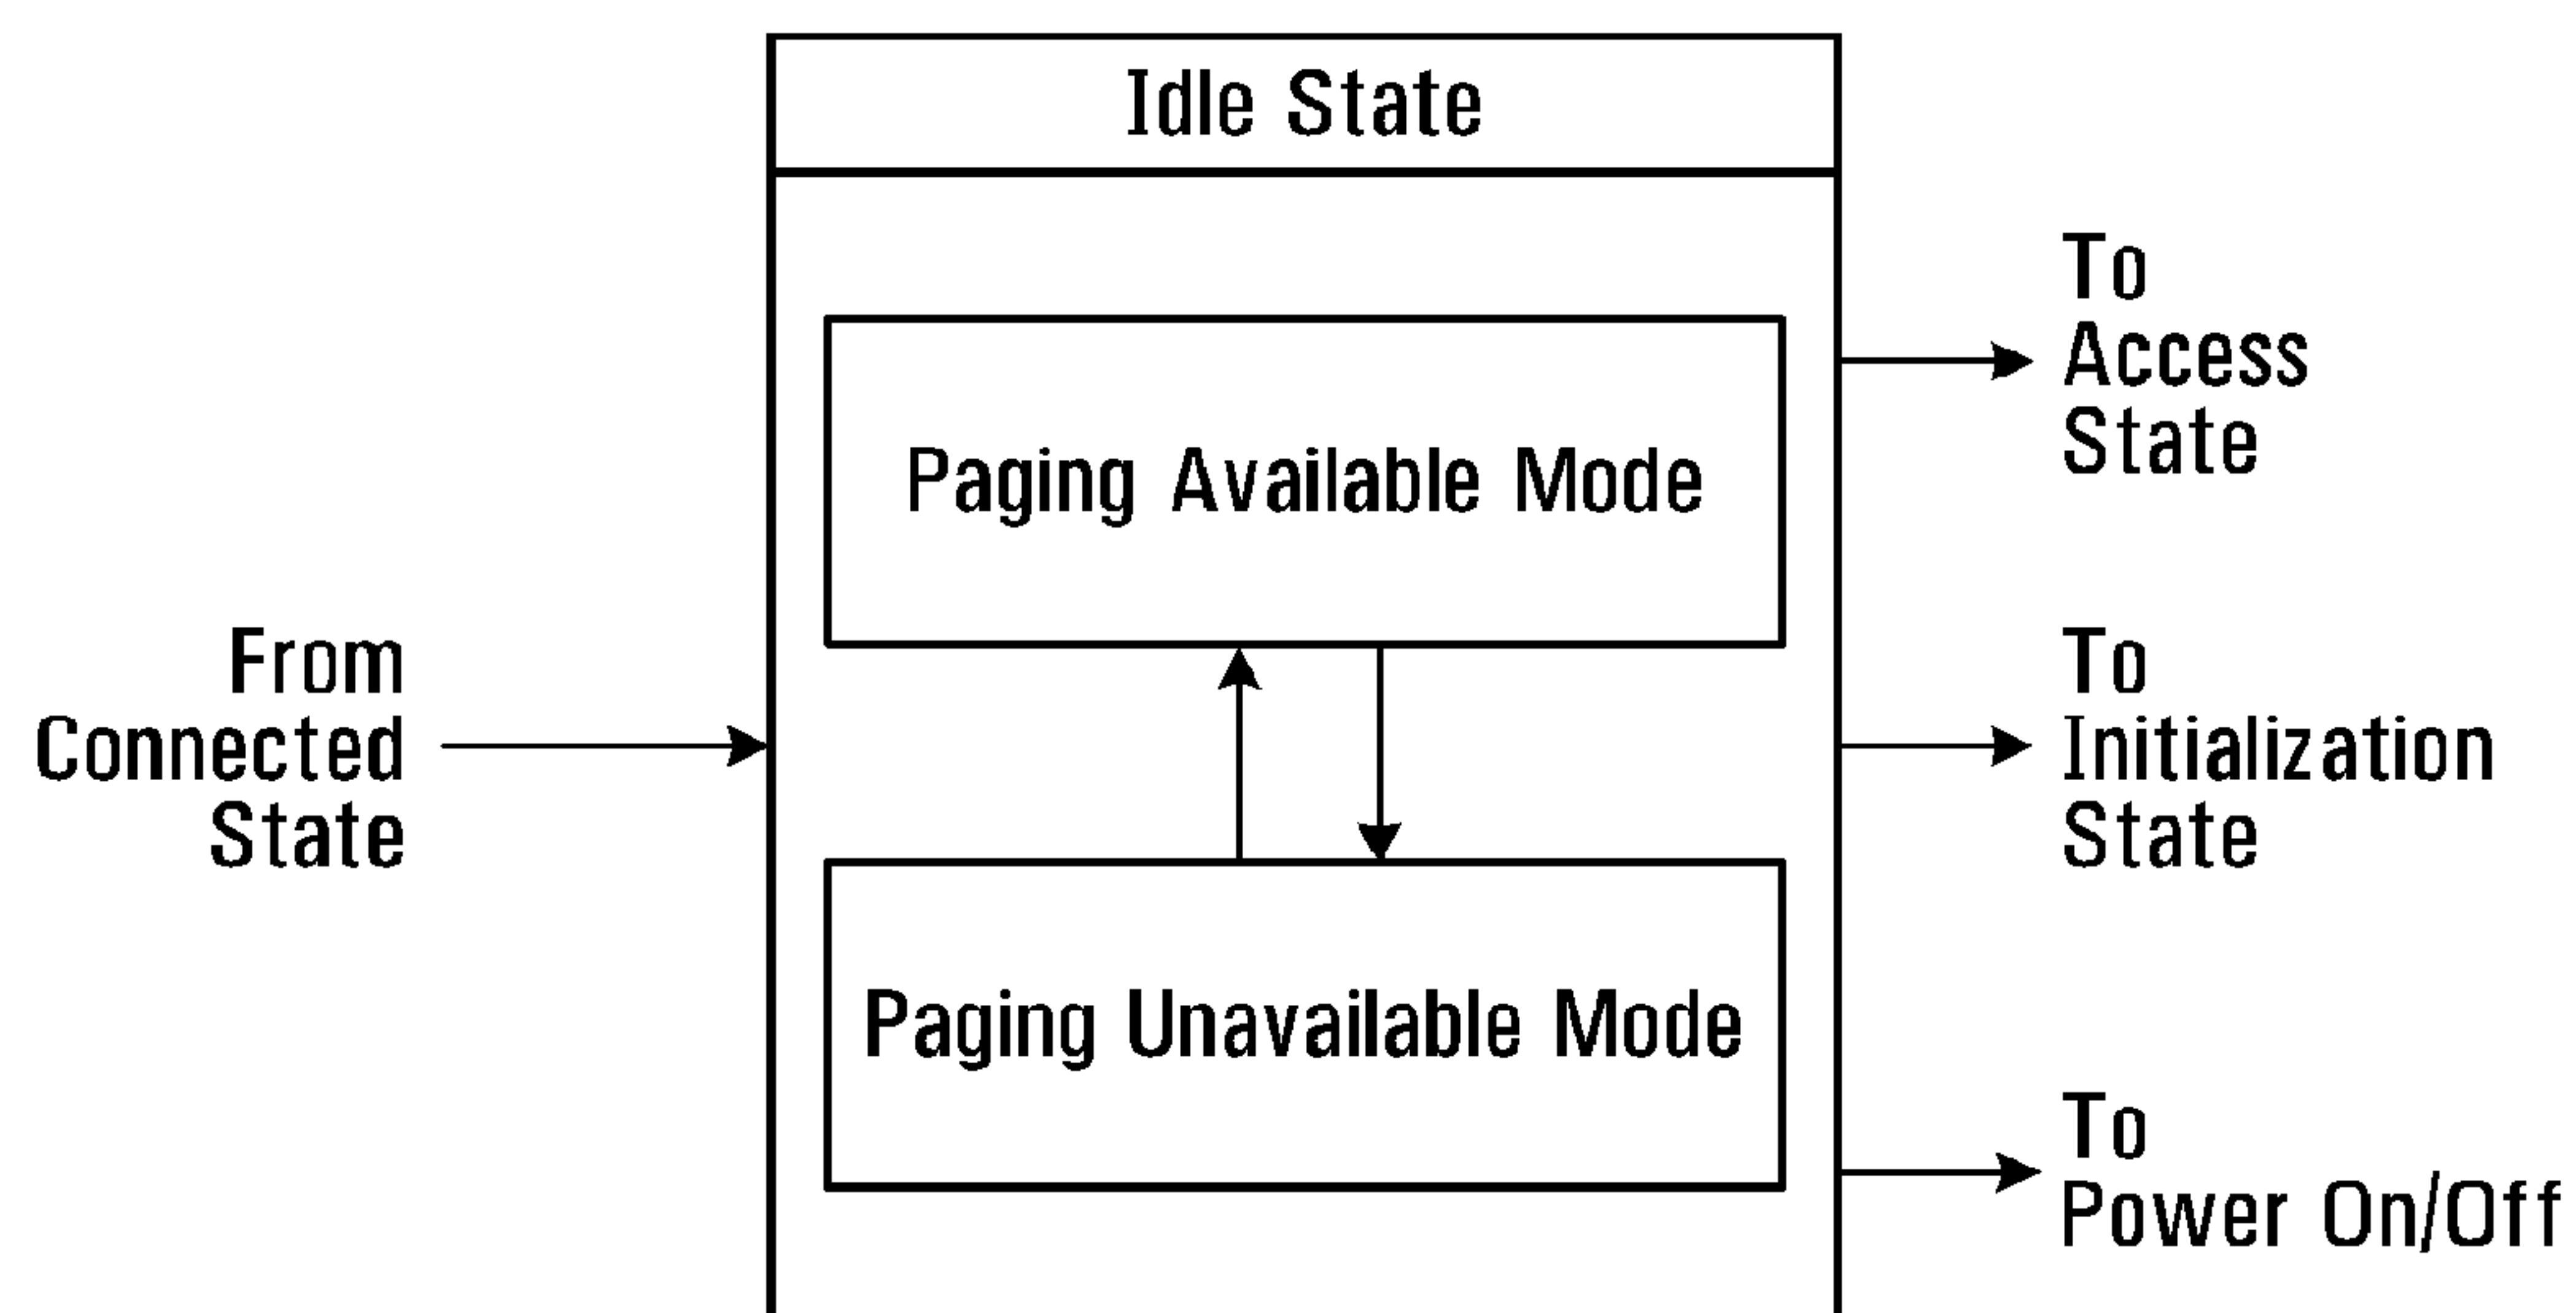 Idle State
Paging Available Mode
Paging Unavailable Mode
From
Connected
State
To
Access
State
To
Initialization
State
To
Power On/Off